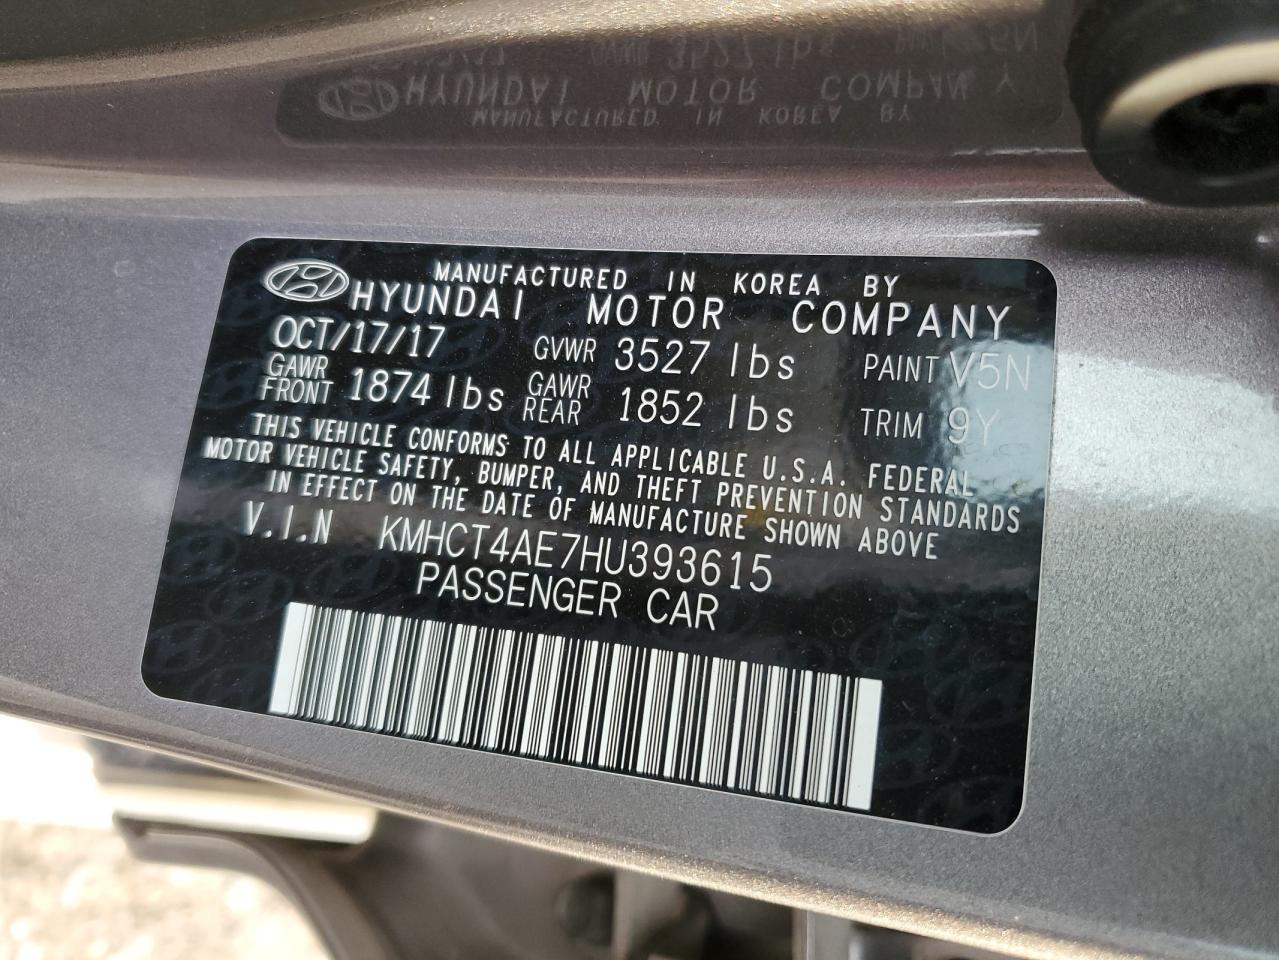 MANUFACTURED IN KOREA BY
HYUNDAI MOTOR COMPANY
OCT/17/17 GVWR 3527 lbs PAINT V5N
GAWR FRONT 1874 lbs GAWR REAR 1852 lbs TRIM 9Y
THIS VEHICLE CONFORMS TO ALL APPLICABLE U.S.A. FEDERAL
MOTOR VEHICLE SAFETY, BUMPER, AND THEFT PREVENTION STANDARDS
IN EFFECT ON THE DATE OF MANUFACTURE SHOWN ABOVE
V.I.N KMHCT4AE7HU393615
PASSENGER CAR